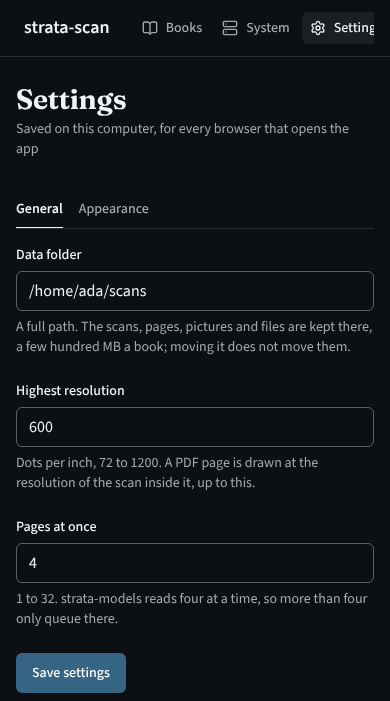 strata-scan Books System Setting
Settings
Saved on this computer, for every browser that opens the
app
General Appearance
Data folder
/home/ada/scans
A full path. The scans, pages, pictures and files are kept there,
a few hundred MB a book; moving it does not move them.
Highest resolution
600
Dots per inch, 72 to 1200. A PDF page is drawn at the
resolution of the scan inside it, up to this.
Pages at once
4
1 to 32. strata-models reads four at a time, so more than four
only queue there.
Save settings